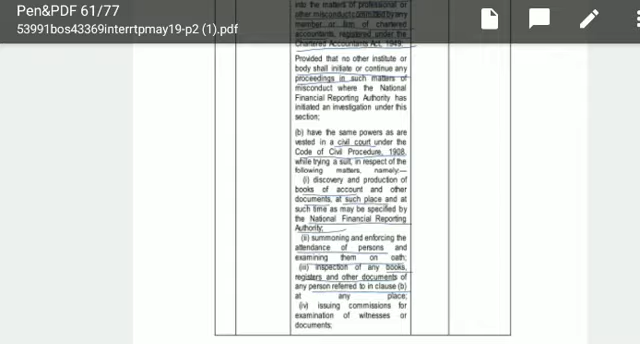 Pen&PDF 61/77
53991bos43369interrtpmay19-p2 (1).pdf
into the matters of professional or
other misconduct committed by any
member or firm of chartered
accountants, registered under the
Chartered Accountants Act, 1949:
Provided that no other institute or
body shall initiate or continue any
proceedings in such matters of
misconduct where the National
Financial Reporting Authority has
initiated an investigation under this
section;
(b) have the same powers as are
vested in a civil court under the
Code of Civil Procedure, 1908,
while trying a suit, in respect of the
following matters, namely:—
(i) discovery and production of
books of account and other
documents, at such place and at
such time as may be specified by
the National Financial Reporting
Authority;
(ii) summoning and enforcing the
attendance of persons and
examining them on oath;
(iii) inspection of any books,
registers and other documents of
any person referred to in clause (b)
at any place;
(iv) issuing commissions for
examination of witnesses or
documents;